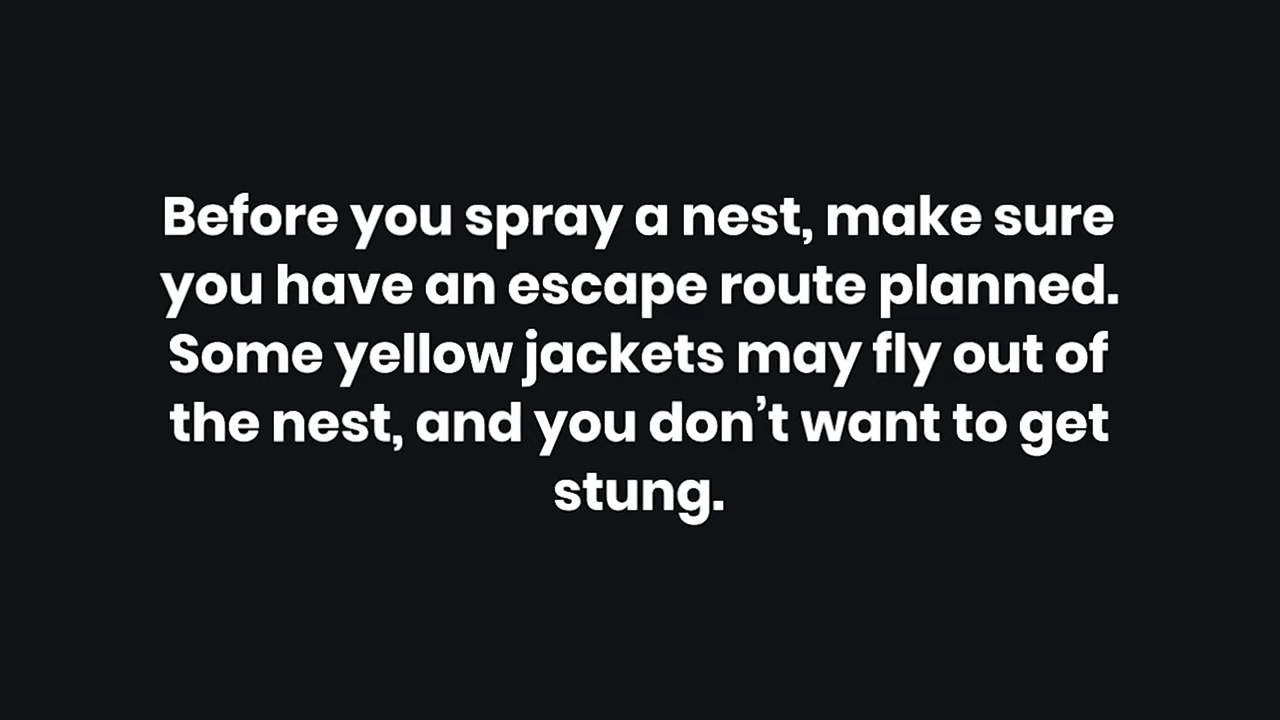 Before you spray a nest, make sure
you have an escape route planned.
Some yellow jackets may fly out of
the nest, and you don’t want to get
stung.